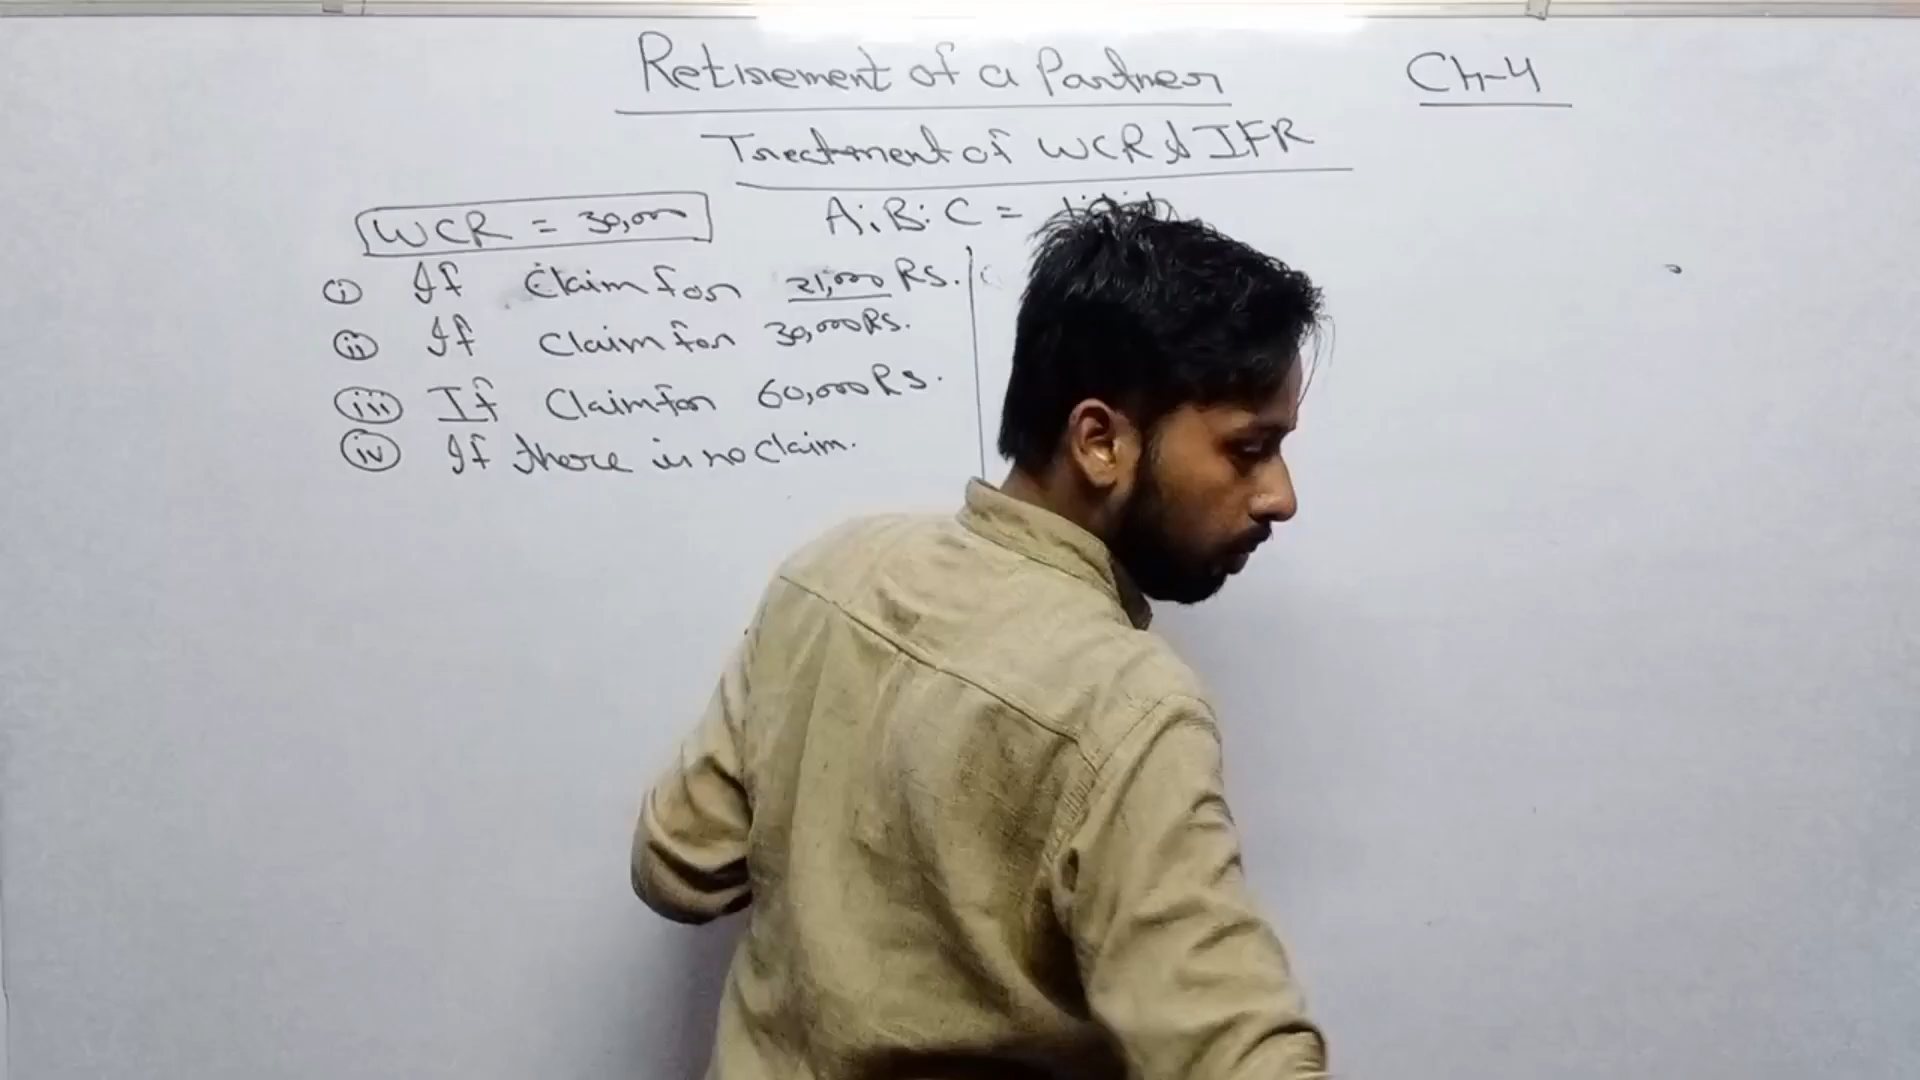 Retirement of a Partner
Ch-4
Treatment of WCR & IFR
WCR = 30,000
A:B:C =
(i) If Claim for 21,000 Rs.
(ii) If Claim for 30,000 Rs.
(iii) If Claim for 60,000 Rs.
(iv) If there is no Claim.